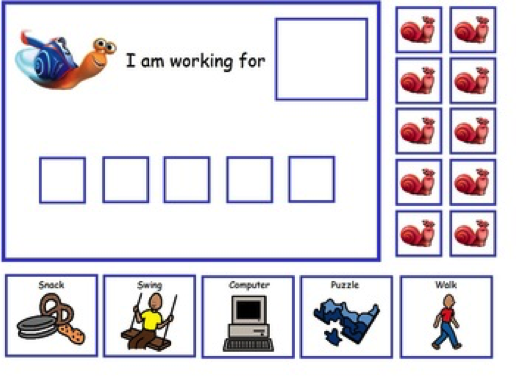 I am working for
Snack
Swing
Computer
Puzzle
Walk